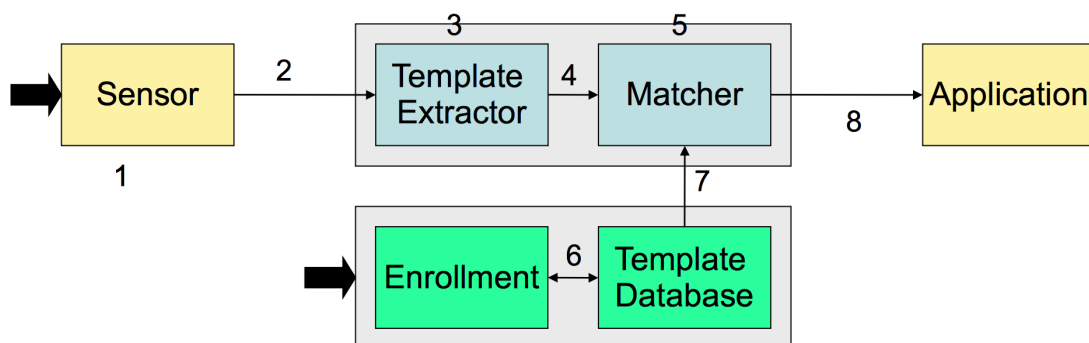 3
5
2
4
Sensor
Template
Extractor
Matcher
Application
8
1
7
6
Enrollment
Template
Database